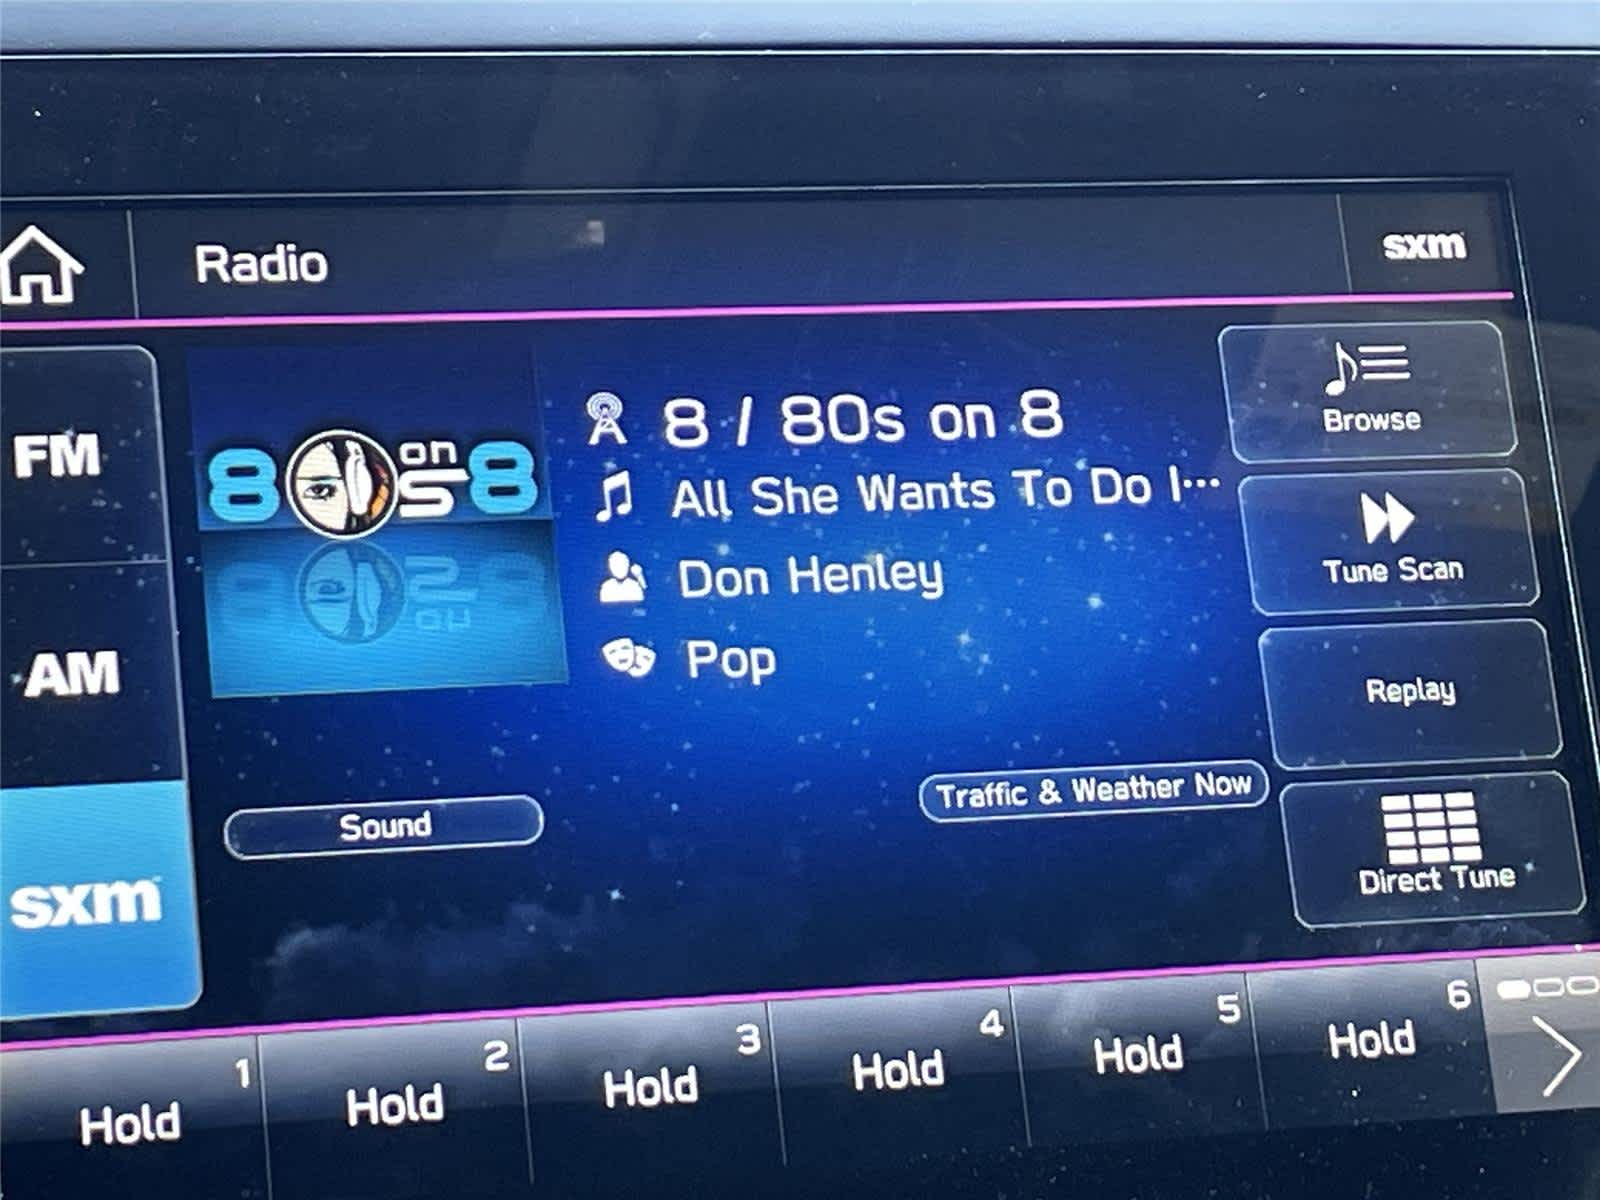 Radio
sxm
FM
AM
sxm
80s on 8
8 / 80s on 8
All She Wants To Do I...
Don Henley
Pop
Sound
Traffic & Weather Now
Browse
Tune Scan
Replay
Direct Tune
1 Hold
2 Hold
3 Hold
4 Hold
5 Hold
6 Hold